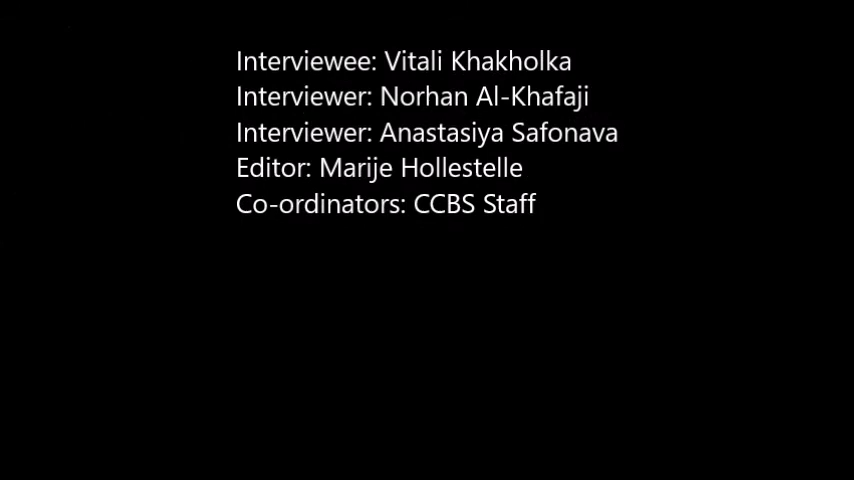 Interviewee: Vitali Khakholka
Interviewer: Norhan Al-Khafaji
Interviewer: Anastasiya Safonava
Editor: Marije Hollestelle
Co-ordinators: CCBS Staff